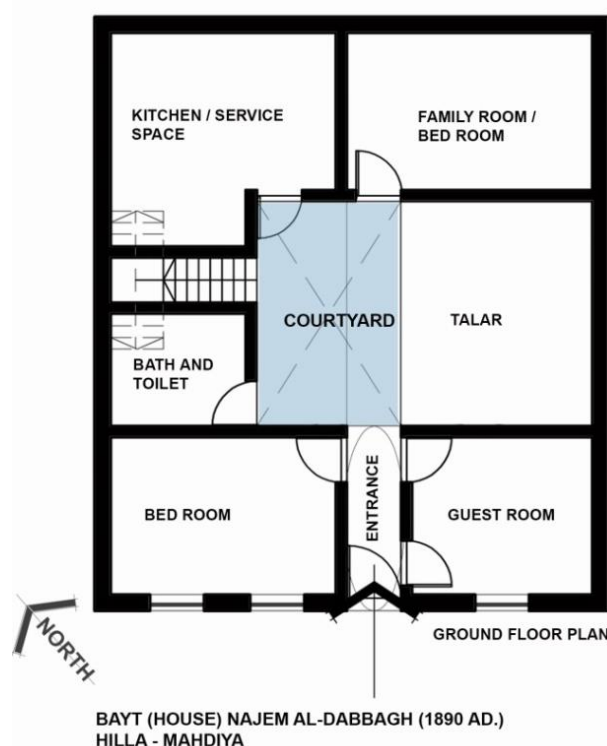 KITCHEN / SERVICE
SPACE
FAMILY ROOM /
BED ROOM
COURTYARD
TALAR
BATH AND
TOILET
BED ROOM
ENTRANCE
GUEST ROOM
NORTH
GROUND FLOOR PLAN
BAYT (HOUSE) NAJEM AL-DABBAGH (1890 AD.)
HILLA - MAHDIYA